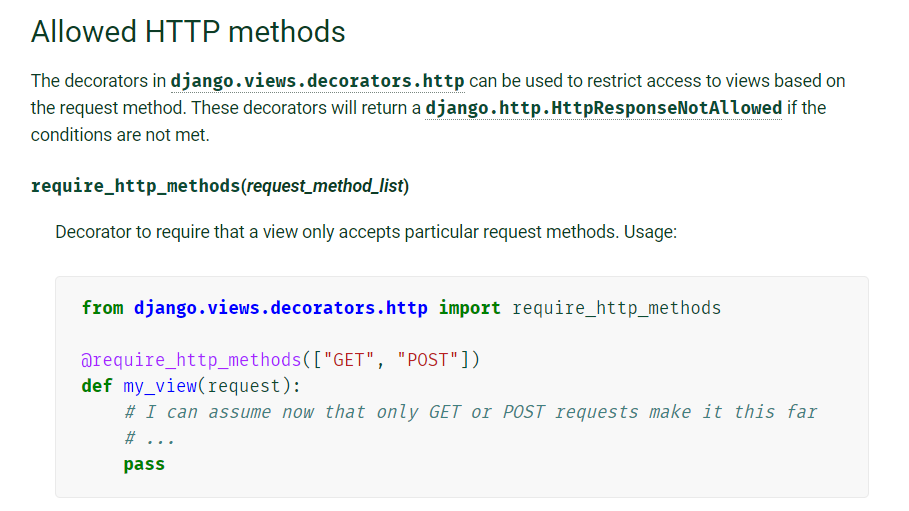 Allowed HTTP methods
The decorators in django.views.decorators.http can be used to restrict access to views based on
the request method. These decorators will return a django.http.HttpResponseNotAllowed if the
conditions are not met.
require_http_methods(request_method_list)
Decorator to require that a view only accepts particular request methods. Usage:
from django.views.decorators.http import require_http_methods
@require_http_methods(["GET", "POST"])
def my_view(request):
    # I can assume now that only GET or POST requests make it this far
    # ...
    pass